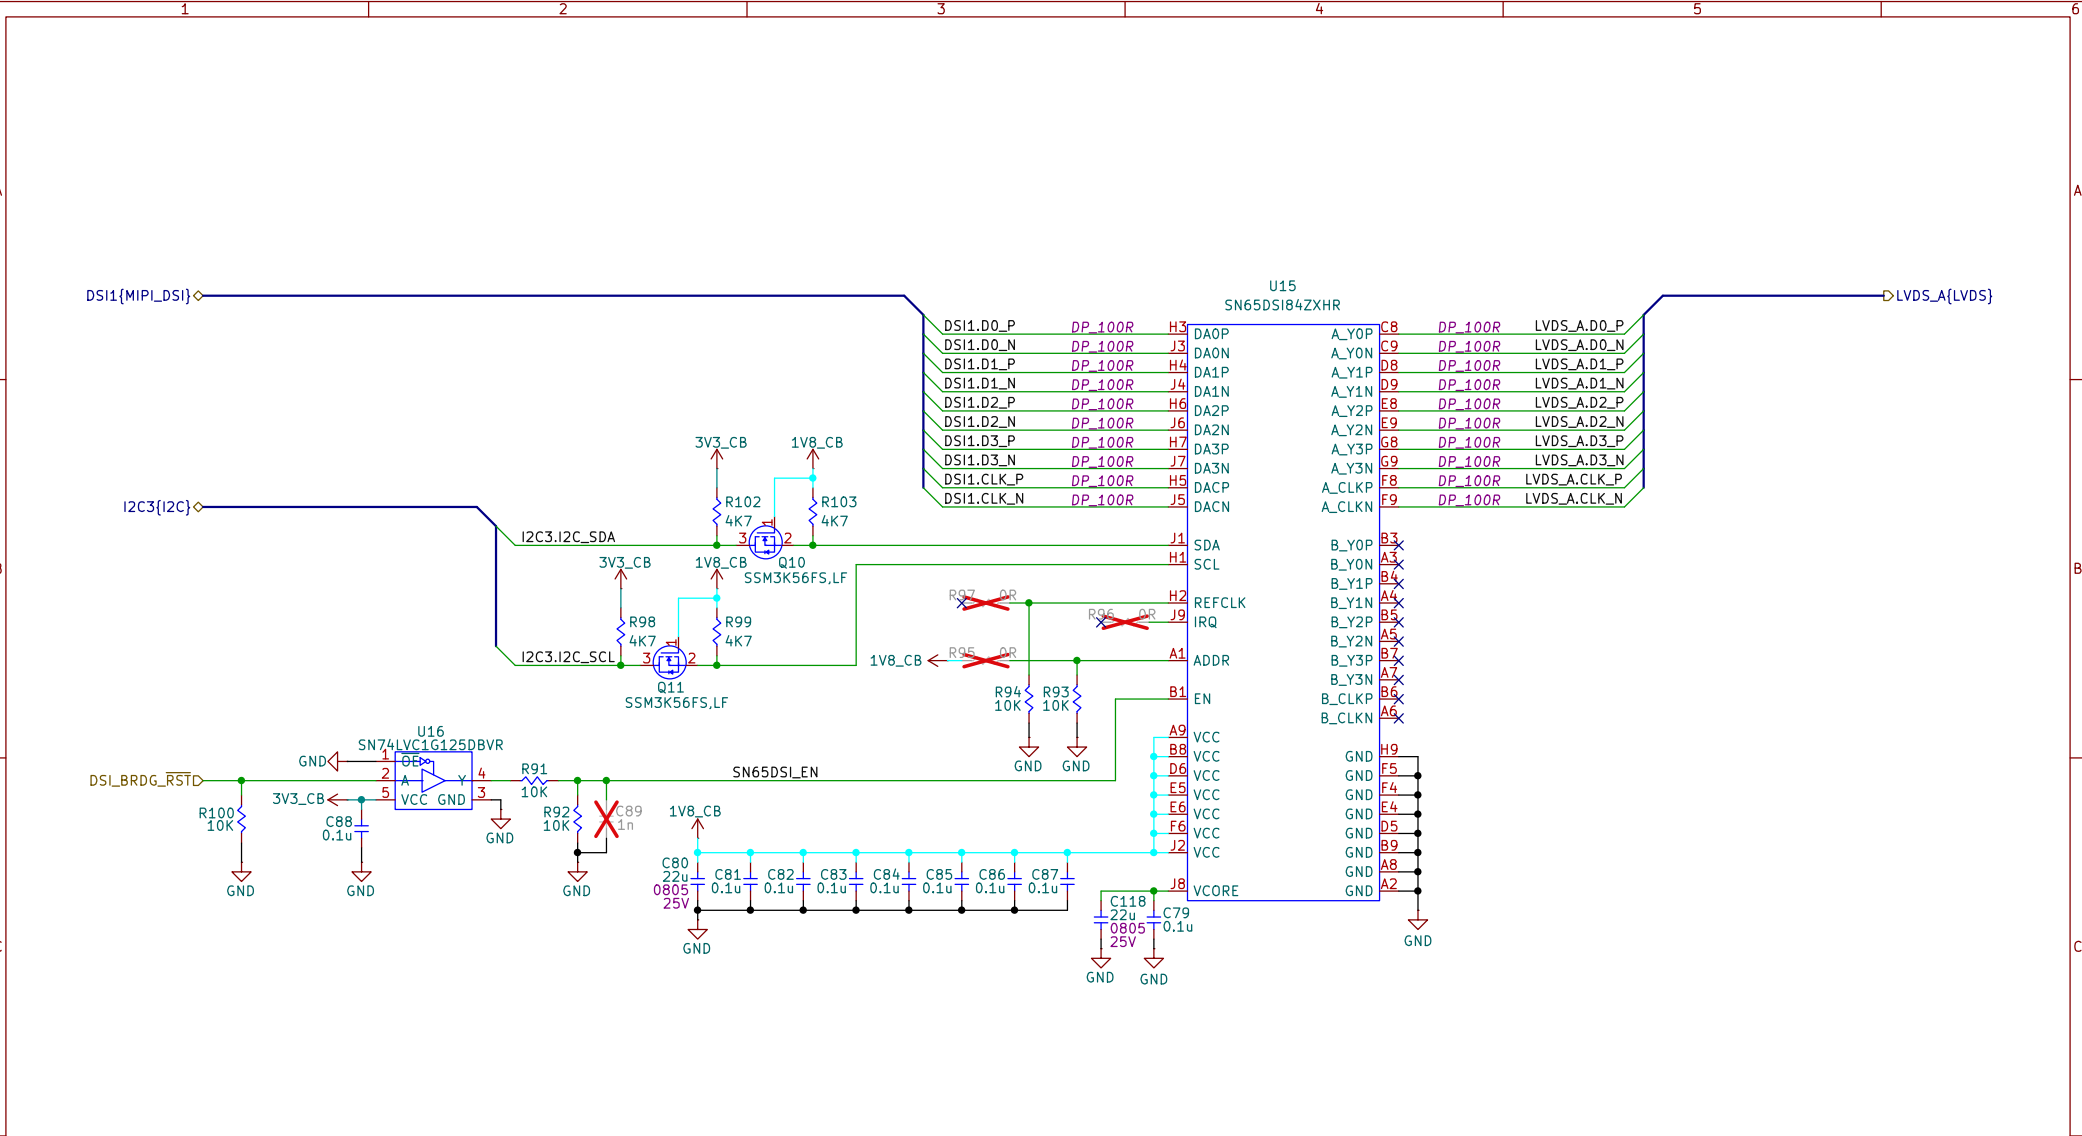 1 2 3 4 5 6
A
B
C
DSI1{MIPI_DSI}
LVDS_A{LVDS}
I2C3{I2C}
DSI_BRDG_RST
U15
SN65DSI84ZXHR
DSI1.D0_P DP_100R H3 DA0P A_Y0P C8 DP_100R LVDS_A.D0_P
DSI1.D0_N DP_100R J3 DA0N A_Y0N C9 DP_100R LVDS_A.D0_N
DSI1.D1_P DP_100R H4 DA1P A_Y1P D8 DP_100R LVDS_A.D1_P
DSI1.D1_N DP_100R J4 DA1N A_Y1N D9 DP_100R LVDS_A.D1_N
DSI1.D2_P DP_100R H6 DA2P A_Y2P E8 DP_100R LVDS_A.D2_P
DSI1.D2_N DP_100R J6 DA2N A_Y2N E9 DP_100R LVDS_A.D2_N
DSI1.D3_P DP_100R H7 DA3P A_Y3P G8 DP_100R LVDS_A.D3_P
DSI1.D3_N DP_100R J7 DA3N A_Y3N G9 DP_100R LVDS_A.D3_N
DSI1.CLK_P DP_100R H5 DACP A_CLKP F8 DP_100R LVDS_A.CLK_P
DSI1.CLK_N DP_100R J5 DACN A_CLKN F9 DP_100R LVDS_A.CLK_N
J1 SDA B_Y0P B3
H1 SCL B_Y0N A3
B_Y1P B4
H2 REFCLK B_Y1N A4
J9 IRQ B_Y2P B5
B_Y2N A5
A1 ADDR B_Y3P B7
B_Y3N A7
B1 EN B_CLKP B6
B_CLKN A6
A9 VCC
B8 VCC GND H9
D6 VCC GND F5
E5 VCC GND F4
E6 VCC GND E4
F6 VCC GND D5
J2 VCC GND B9
GND A8
J8 VCORE GND A2
GND
3V3_CB 1V8_CB
R102 R103
4K7 4K7
I2C3.I2C_SDA
3 1 2
Q10
SSM3K56FS,LF
3V3_CB 1V8_CB
R98 R99
4K7 4K7
I2C3.I2C_SCL
3 1 2
Q11
SSM3K56FS,LF
R97 0R
R96 0R
1V8_CB R95 0R
R94 R93
10K 10K
GND GND
U16
SN74LVC1G125DBVR
GND 1 OE
2 A Y 4
3V3_CB 5 VCC GND 3
R100
10K
GND
C88
0.1u
GND
GND
R91
10K
R92
10K
C89
1n
GND
SN65DSI_EN
1V8_CB
C80
22u
0805
25V
C81 C82 C83 C84 C85 C86 C87
0.1u 0.1u 0.1u 0.1u 0.1u 0.1u 0.1u
GND
C118
22u
0805
25V
GND
C79
0.1u
GND